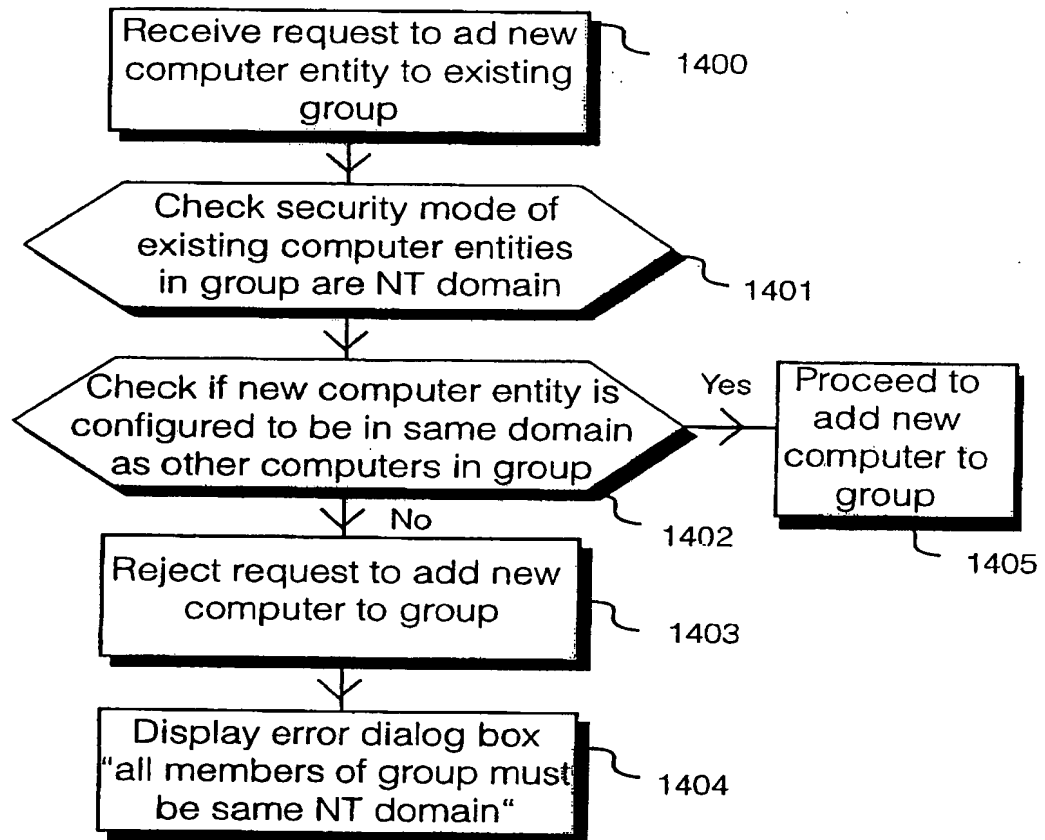 Receive request to ad new
computer entity to existing
group
1400
Check security mode of
existing computer entities
in group are NT domain
1401
Check if new computer entity is
configured to be in same domain
as other computers in group
1402
Yes
Proceed to
add new
computer to
group
1405
No
Reject request to add new
computer to group
1403
Display error dialog box
“all members of group must
be same NT domain“
1404